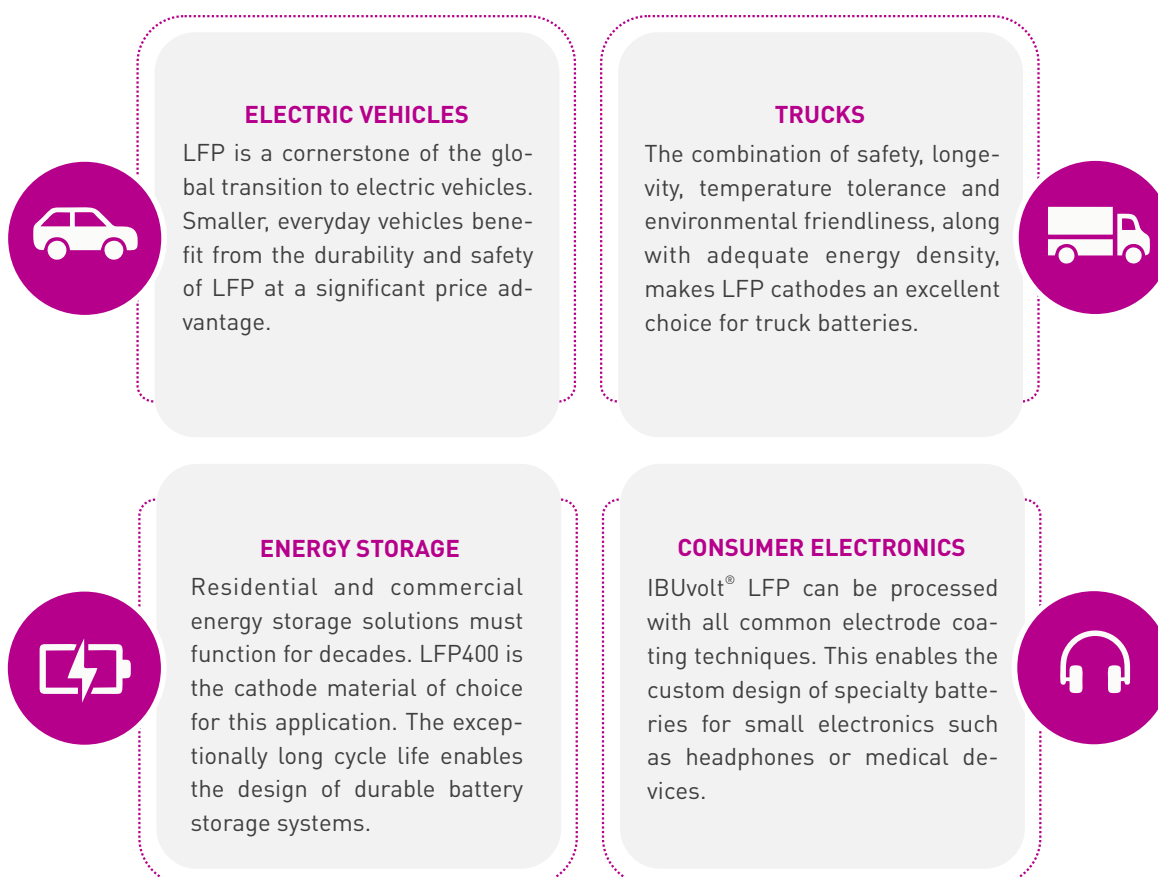 ELECTRIC VEHICLES
LFP is a cornerstone of the glo-
bal transition to electric vehicles.
Smaller, everyday vehicles bene-
fit from the durability and safety
of LFP at a significant price ad-
vantage.
TRUCKS
The combination of safety, longe-
vity, temperature tolerance and
environmental friendliness, along
with adequate energy density,
makes LFP cathodes an excellent
choice for truck batteries.
ENERGY STORAGE
Residential and commercial
energy storage solutions must
function for decades. LFP400 is
the cathode material of choice
for this application. The excep-
tionally long cycle life enables
the design of durable battery
storage systems.
CONSUMER ELECTRONICS
IBUvolt® LFP can be processed
with all common electrode coa-
ting techniques. This enables the
custom design of specialty batte-
ries for small electronics such
as headphones or medical de-
vices.